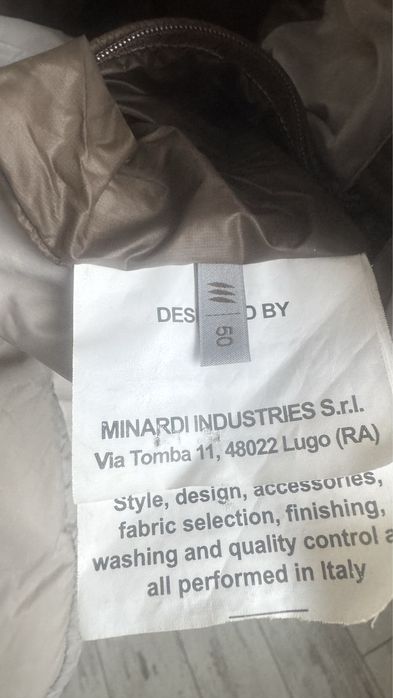 DES D BY
50
MINARDI INDUSTRIES S.r.l.
Via Tomba 11, 48022 Lugo (RA)
Style, design, accessories,
fabric selection, finishing,
washing and quality control a
all performed in Italy